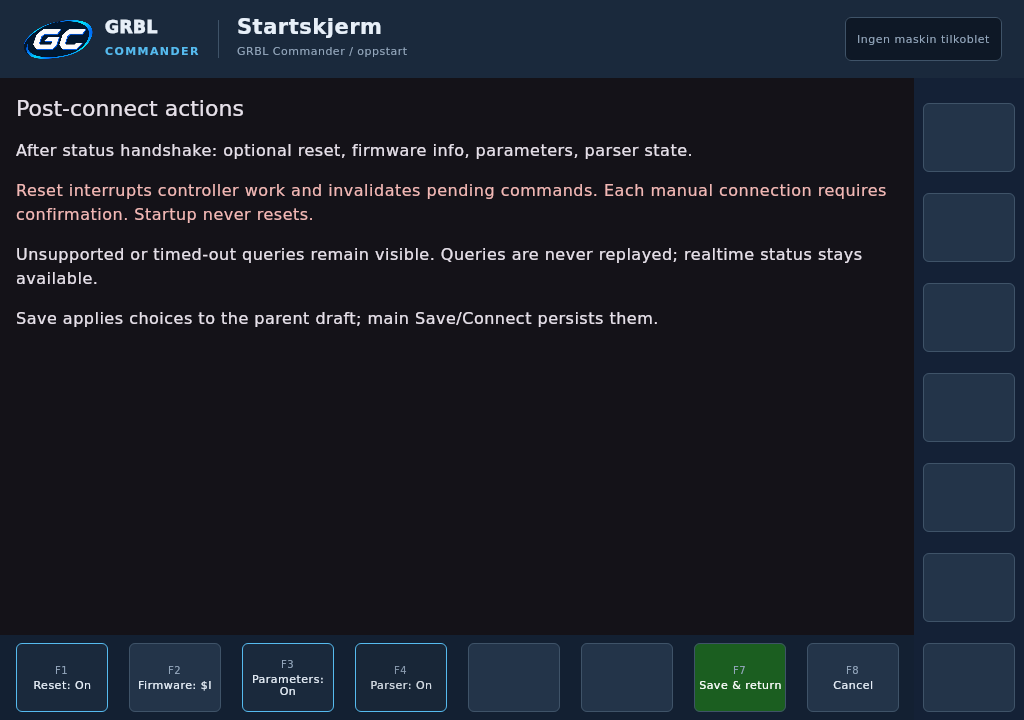 GC
GRBL
COMMANDER
Startskjerm
GRBL Commander / oppstart
Ingen maskin tilkoblet
Post-connect actions
After status handshake: optional reset, firmware info, parameters, parser state.
Reset interrupts controller work and invalidates pending commands. Each manual connection requires
confirmation. Startup never resets.
Unsupported or timed-out queries remain visible. Queries are never replayed; realtime status stays
available.
Save applies choices to the parent draft; main Save/Connect persists them.
F1
Reset: On
F2
Firmware: $I
F3
Parameters:
On
F4
Parser: On
F7
Save & return
F8
Cancel